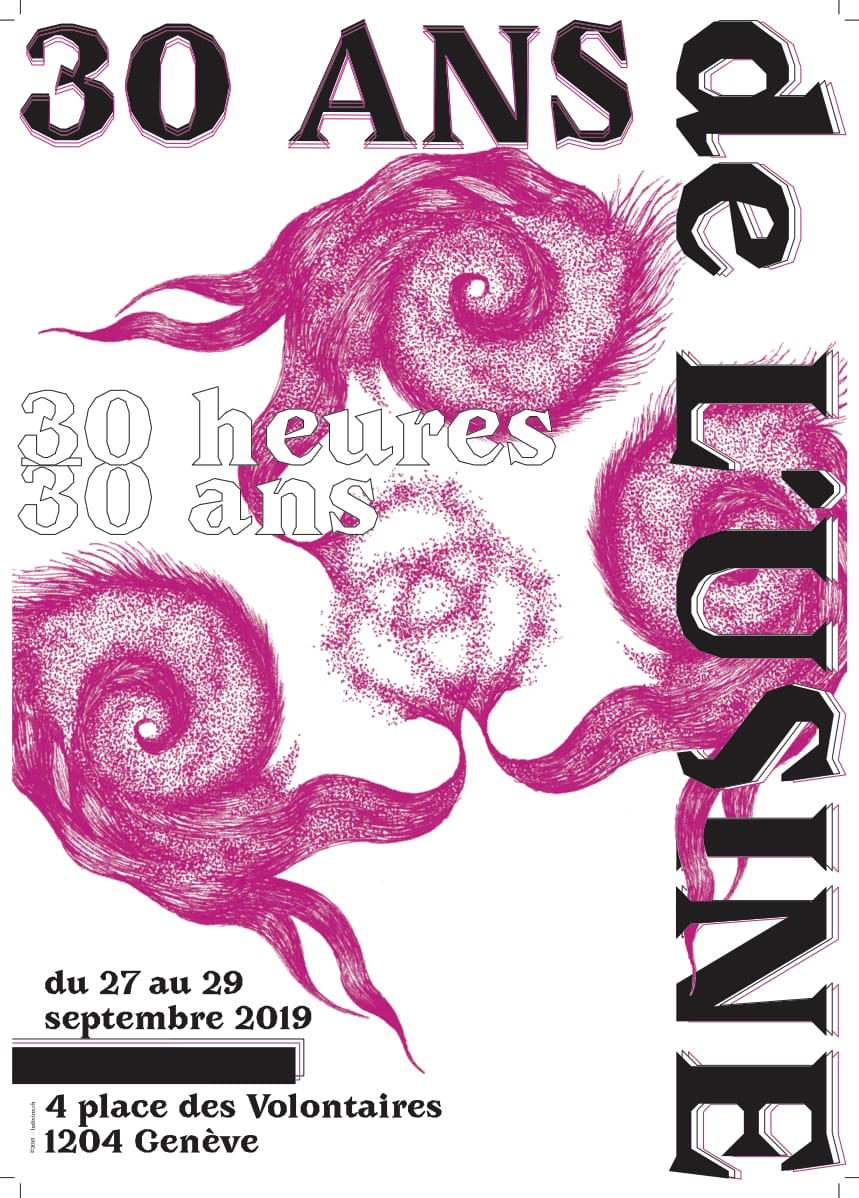 30 ANS
de L'USINE
30 heures
30 ans
du 27 au 29
septembre 2019
4 place des Volontaires
1204 Genève